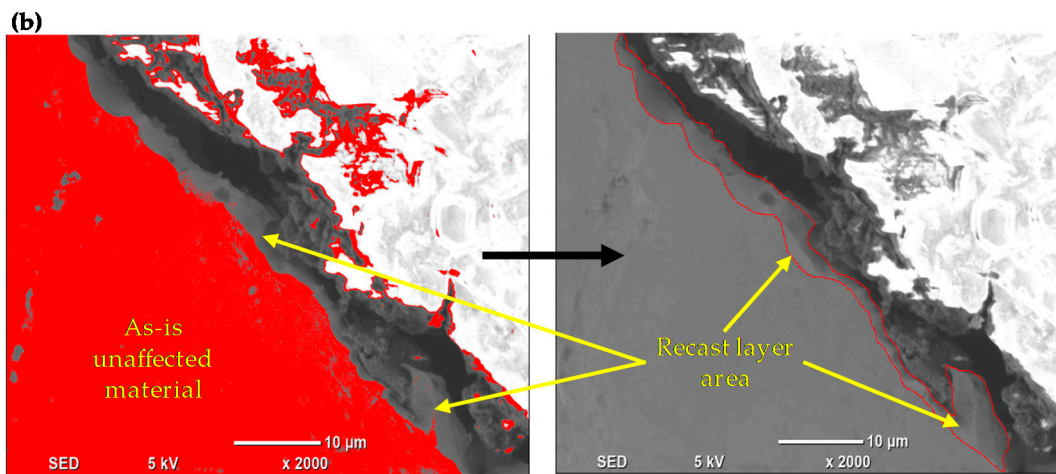 (b)
As-is
unaffected
material
Recast layer
area
10 µm
SED 5 kV x 2000
10 µm
SED 5 kV x 2000